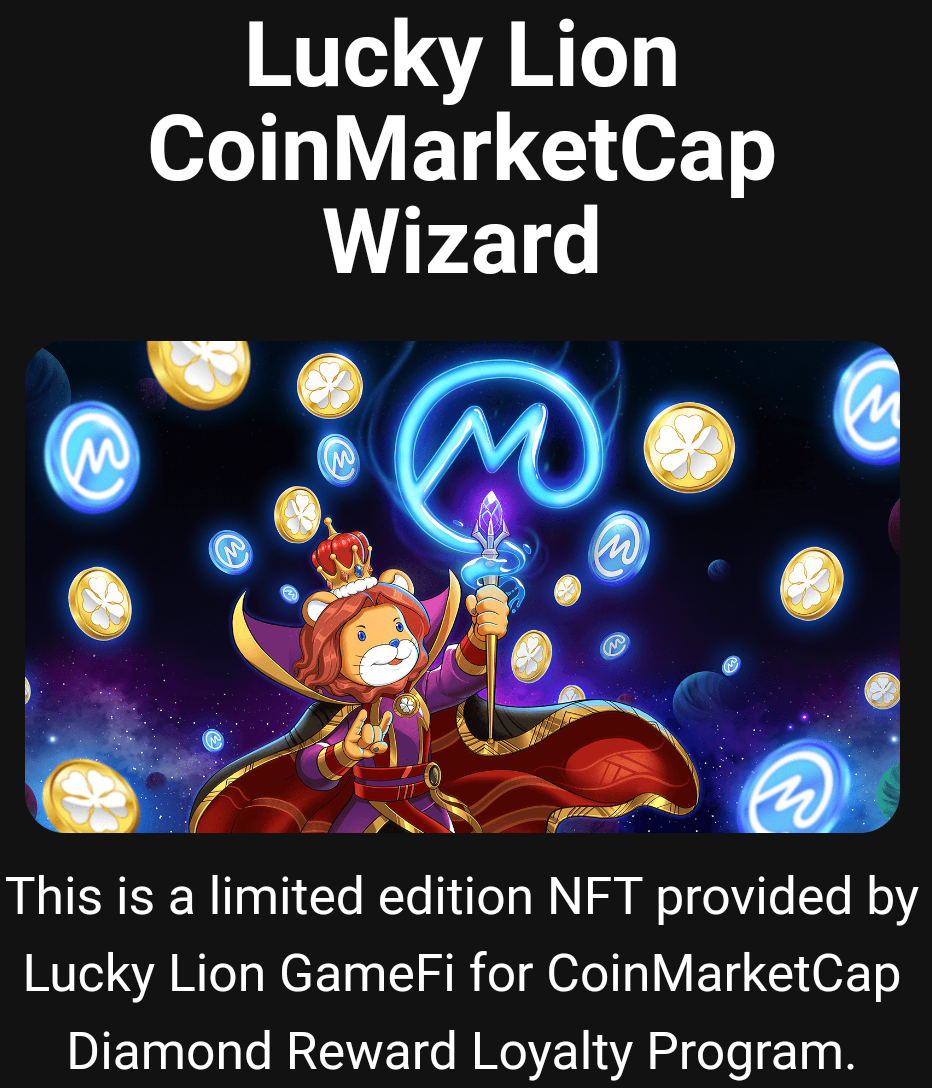 Lucky Lion
CoinMarketCap
Wizard
This is a limited edition NFT provided by
Lucky Lion GameFi for CoinMarketCap
Diamond Reward Loyalty Program.